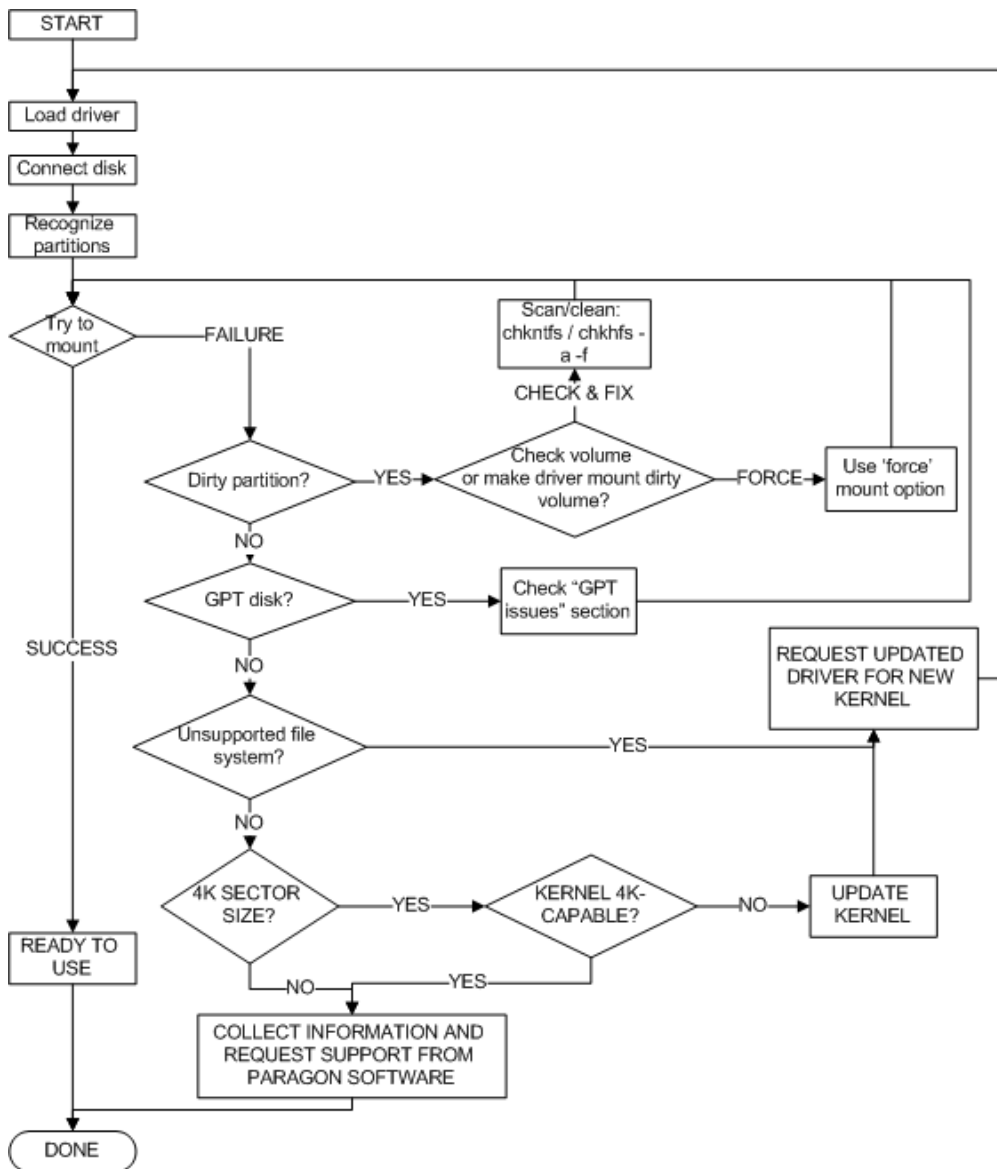 START
Load driver
Connect disk
Recognize
partitions
Try to
mount
FAILURE
Scan/clean:
chkntfs / chkhfs -
a -f
CHECK & FIX
Dirty partition?
YES
Check volume
or make driver mount dirty
volume?
FORCE
Use ‘force’
mount option
NO
GPT disk?
YES
Check “GPT
issues” section
SUCCESS
NO
REQUEST UPDATED
DRIVER FOR NEW
KERNEL
Unsupported file
system?
YES
NO
4K SECTOR
SIZE?
YES
KERNEL 4K-
CAPABLE?
NO
UPDATE
KERNEL
READY TO
USE
NO
YES
COLLECT INFORMATION AND
REQUEST SUPPORT FROM
PARAGON SOFTWARE
DONE